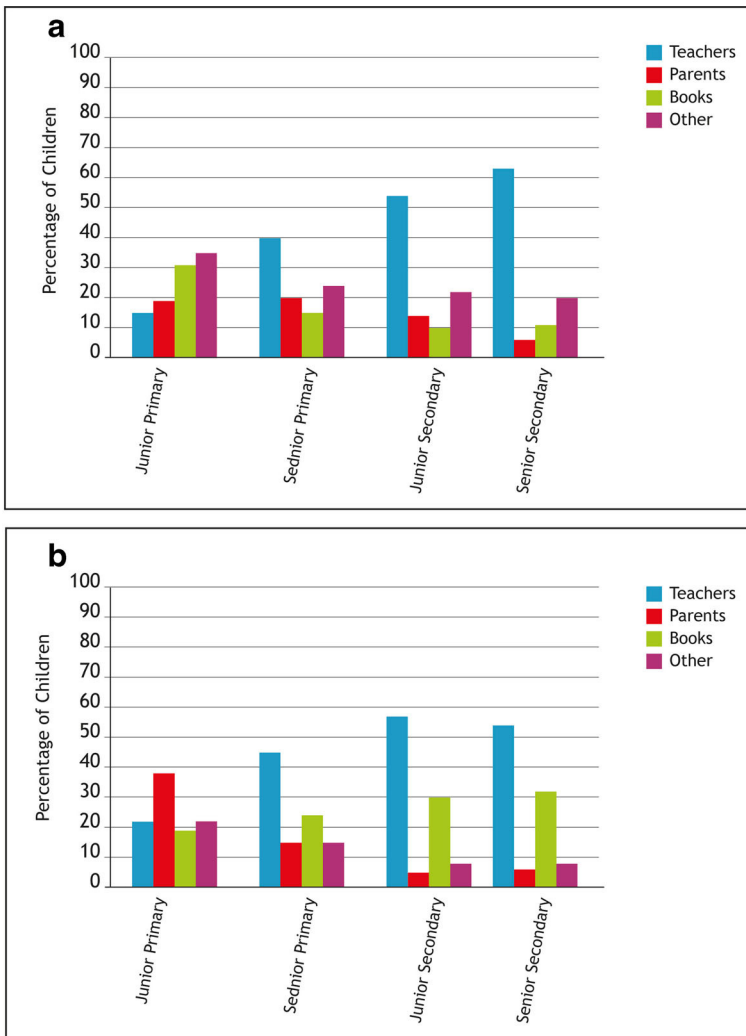 a
100
90
80
70
60
50
40
30
20
10
0
Percentage of Children
Junior Primary
Sednior Primary
Junior Secondary
Senior Secondary
Teachers
Parents
Books
Other
b
100
90
80
70
60
50
40
30
20
10
0
Percentage of Children
Junior Primary
Sednior Primary
Junior Secondary
Senior Secondary
Teachers
Parents
Books
Other